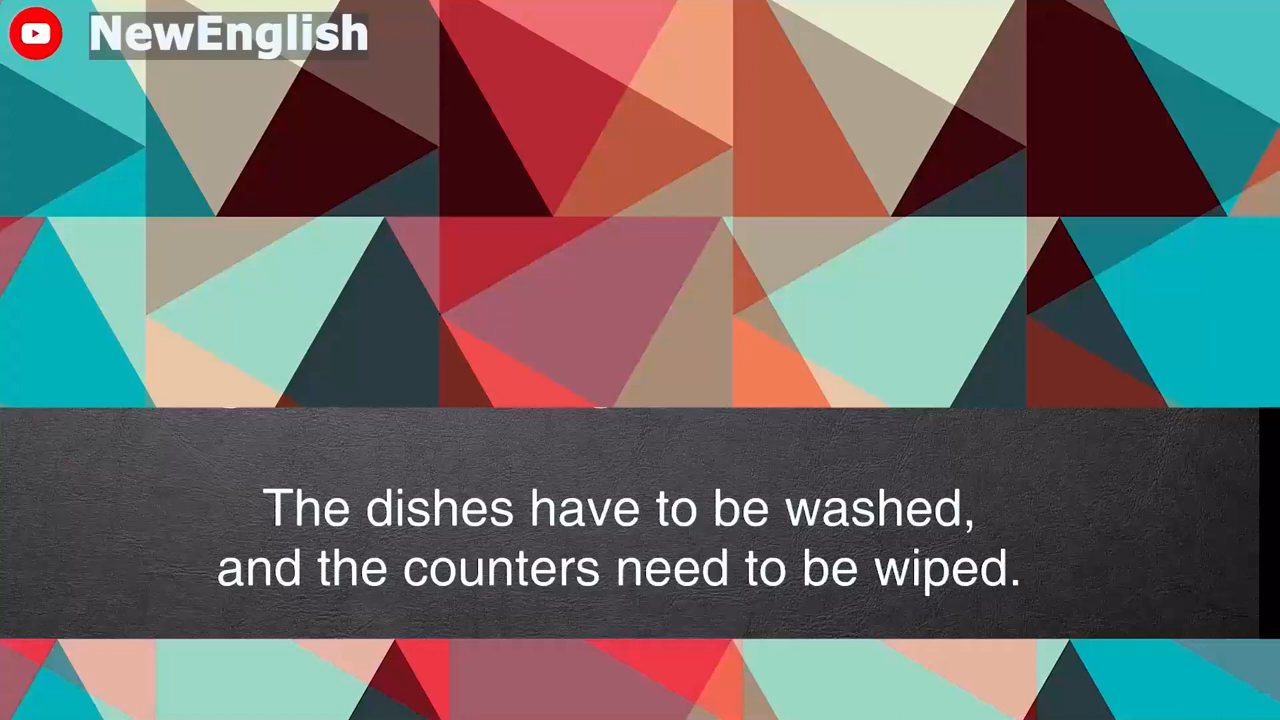 NewEnglish
The dishes have to be washed,
and the counters need to be wiped.